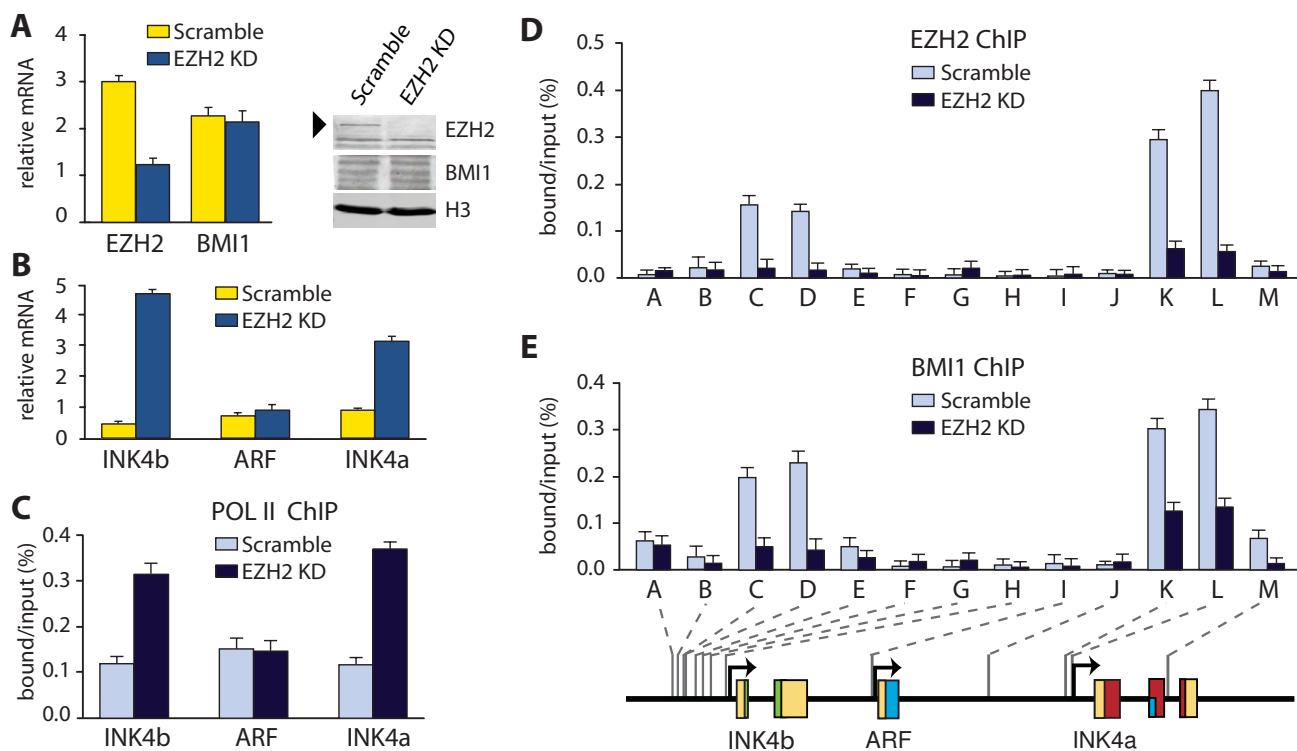 A
Scramble
EZH2 KD
relative mRNA
4
3
2
1
0
EZH2 BMI1
Scramble
EZH2 KD
EZH2
BMI1
H3
B
Scramble
EZH2 KD
relative mRNA
5
4
3
2
1
0
INK4b ARF INK4a
C
POL II ChIP
Scramble
EZH2 KD
bound/input (%)
0.4
0.3
0.2
0.1
0.0
INK4b ARF INK4a
D
EZH2 ChIP
Scramble
EZH2 KD
bound/input (%)
0.5
0.4
0.3
0.2
0.1
0.0
A B C D E F G H I J K L M
E
BMI1 ChIP
Scramble
EZH2 KD
bound/input (%)
0.4
0.3
0.2
0.1
0.0
A B C D E F G H I J K L M
INK4b ARF INK4a